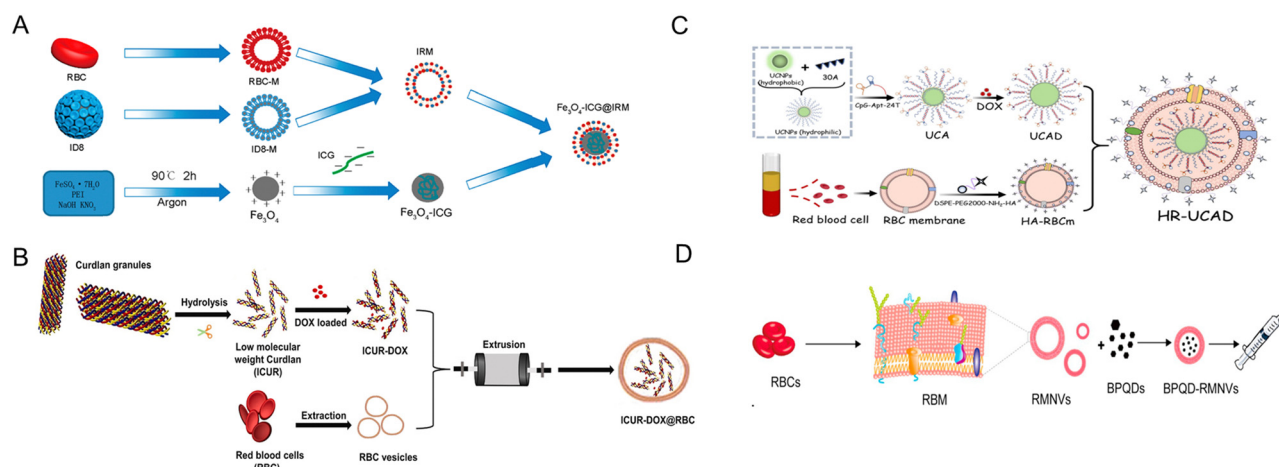 A
RBC
RBC-M
IRM
ID8
ID8-M
Fe₃O₄-ICG@IRM
FeSO₄ • 7H₂O
PEI
NaOH KNO₃
90℃ 2h
Argon
Fe₃O₄
ICG
Fe₃O₄-ICG
B
Curdlan granules
Hydrolysis
Low molecular
weight Curdlan
(ICUR)
DOX loaded
ICUR-DOX
Extrusion
ICUR-DOX@RBC
Red blood cells
(RBC)
Extraction
RBC vesicles
C
UCNPs
(hydrophobic)
+
30A
UCNPs (hydrophilic)
CpG-Apt-24T
UCA
DOX
UCAD
Red blood cell
RBC membrane
DSPE-PEG2000-NH₂-HA
HA-RBCm
HR-UCAD
D
RBCs
RBM
RMNVs
+
BPQDs
BPQD-RMNVs